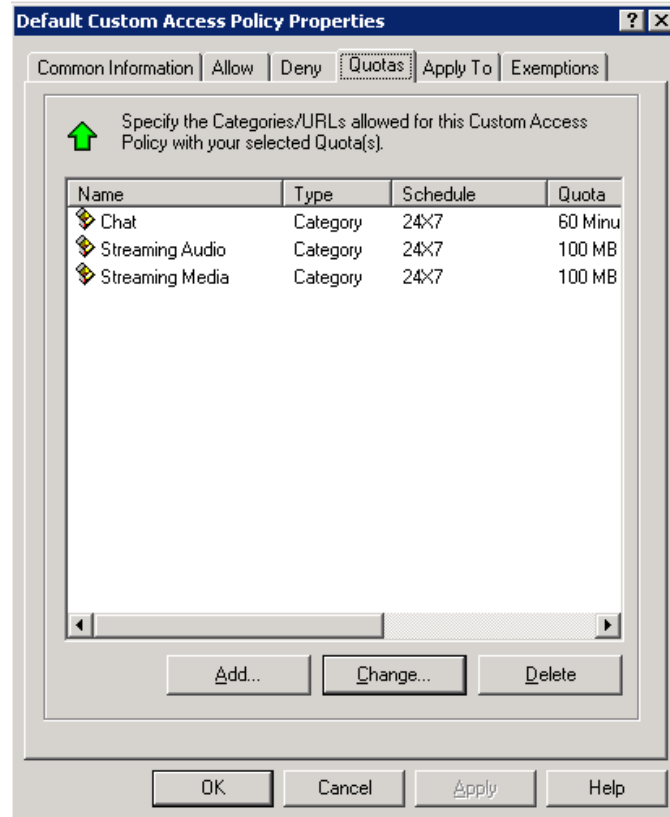 Default Custom Access Policy Properties
Common Information Allow Deny Quotas Apply To Exemptions
Specify the Categories/URLs allowed for this Custom Access
Policy with your selected Quota(s).
Name Type Schedule Quota
Chat Category 24X7 60 Minu
Streaming Audio Category 24X7 100 MB
Streaming Media Category 24X7 100 MB
Add... Change... Delete
OK Cancel Apply Help